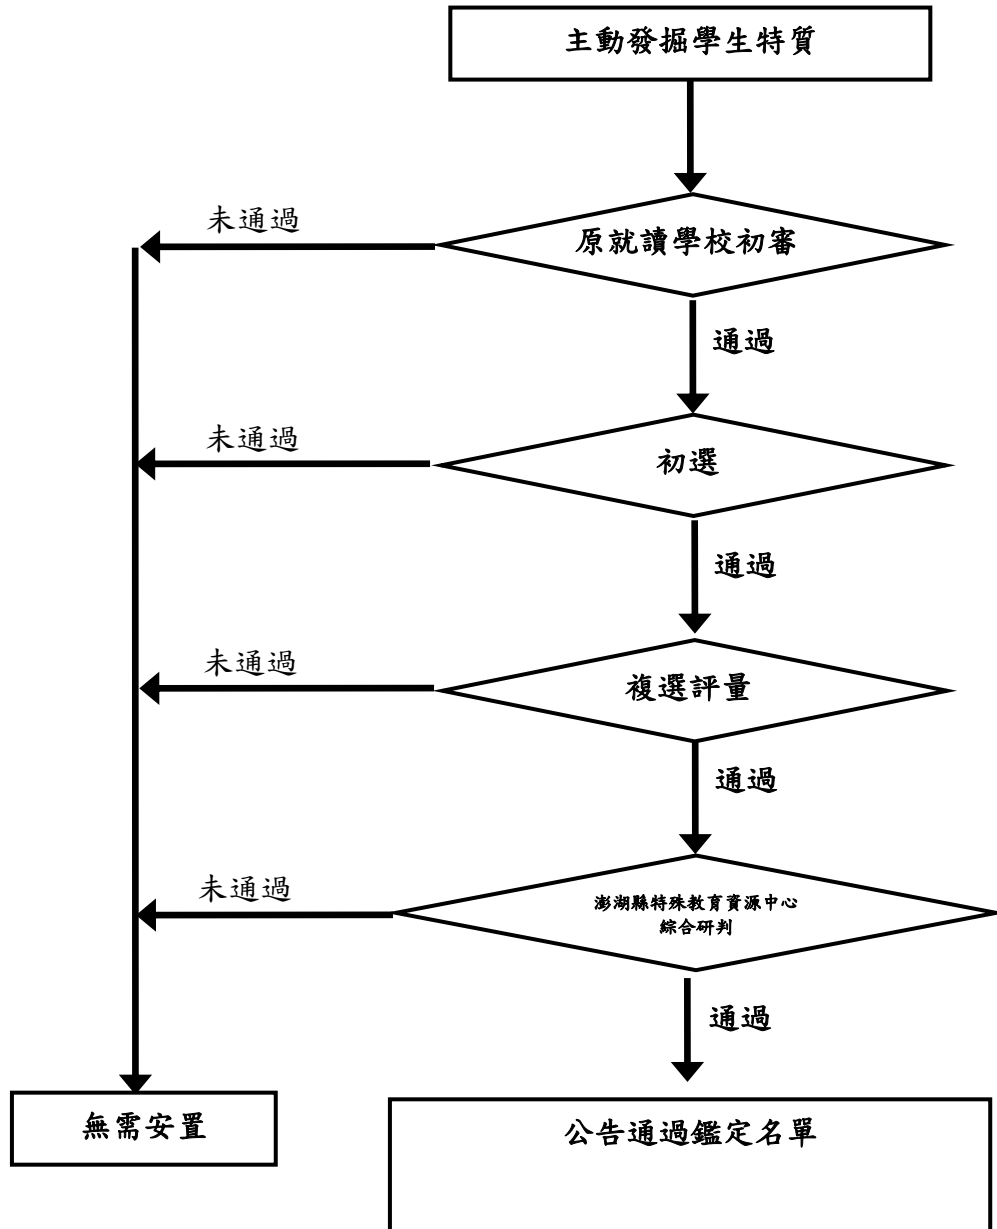 主動發掘學生特質
未通過
原就讀學校初審
通過
未通過
初選
通過
未通過
複選評量
通過
未通過
澎湖縣特殊教育資源中心
綜合研判
通過
無需安置
公告通過鑑定名單